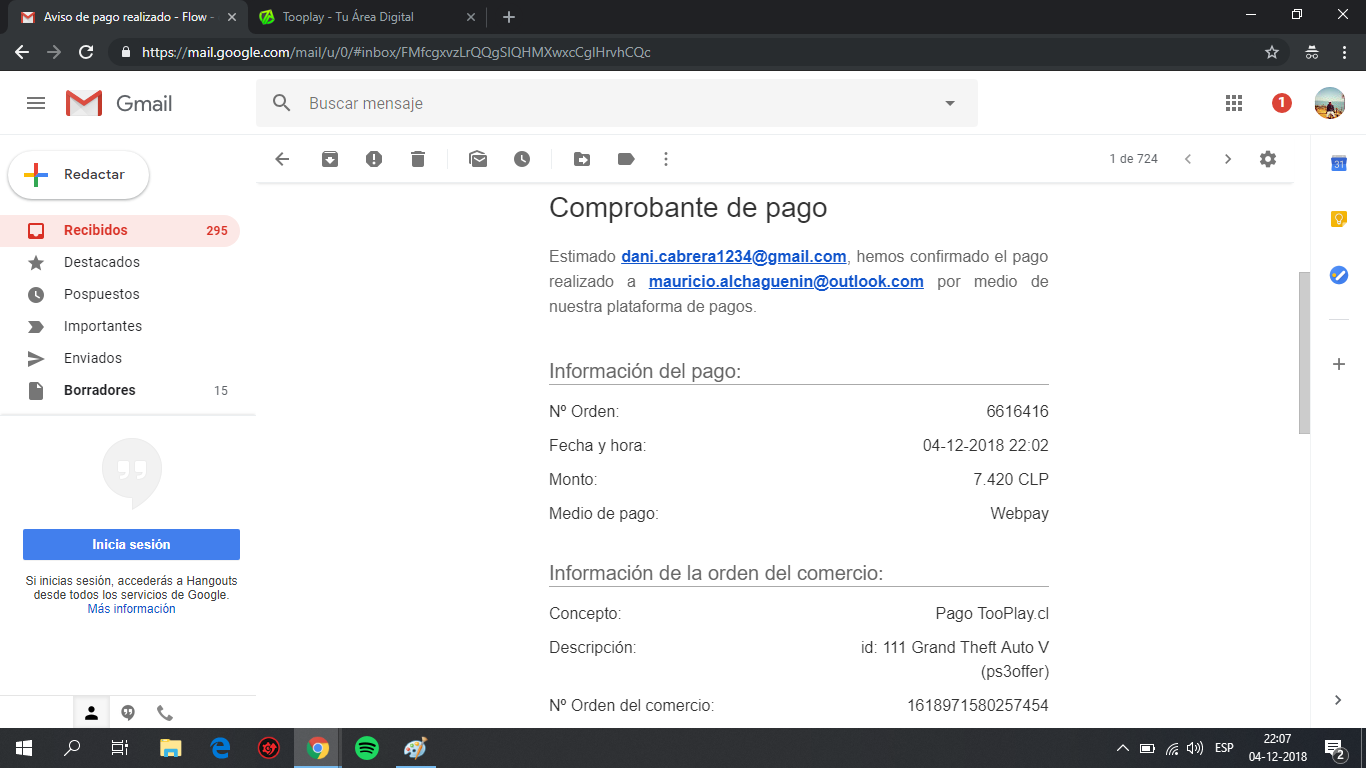 Aviso de pago realizado - Flow -
Tooplay - Tu Área Digital
https://mail.google.com/mail/u/0/#inbox/FMfcgxvzLrQQgSlQHMXwxcCglHrvhCQc
Gmail
Buscar mensaje
1
Redactar
1 de 724
31
Recibidos 295
Destacados
Pospuestos
Importantes
Enviados
Borradores 15
Inicia sesión
Si inicias sesión, accederás a Hangouts
desde todos los servicios de Google.
Más información
Comprobante de pago
Estimado dani.cabrera1234@gmail.com, hemos confirmado el pago
realizado a mauricio.alchaguenin@outlook.com por medio de
nuestra plataforma de pagos.
Información del pago:
Nº Orden: 6616416
Fecha y hora: 04-12-2018 22:02
Monto: 7.420 CLP
Medio de pago: Webpay
Información de la orden del comercio:
Concepto: Pago TooPlay.cl
Descripción: id: 111 Grand Theft Auto V
(ps3offer)
Nº Orden del comercio: 1618971580257454
ESP
22:07
04-12-2018
2